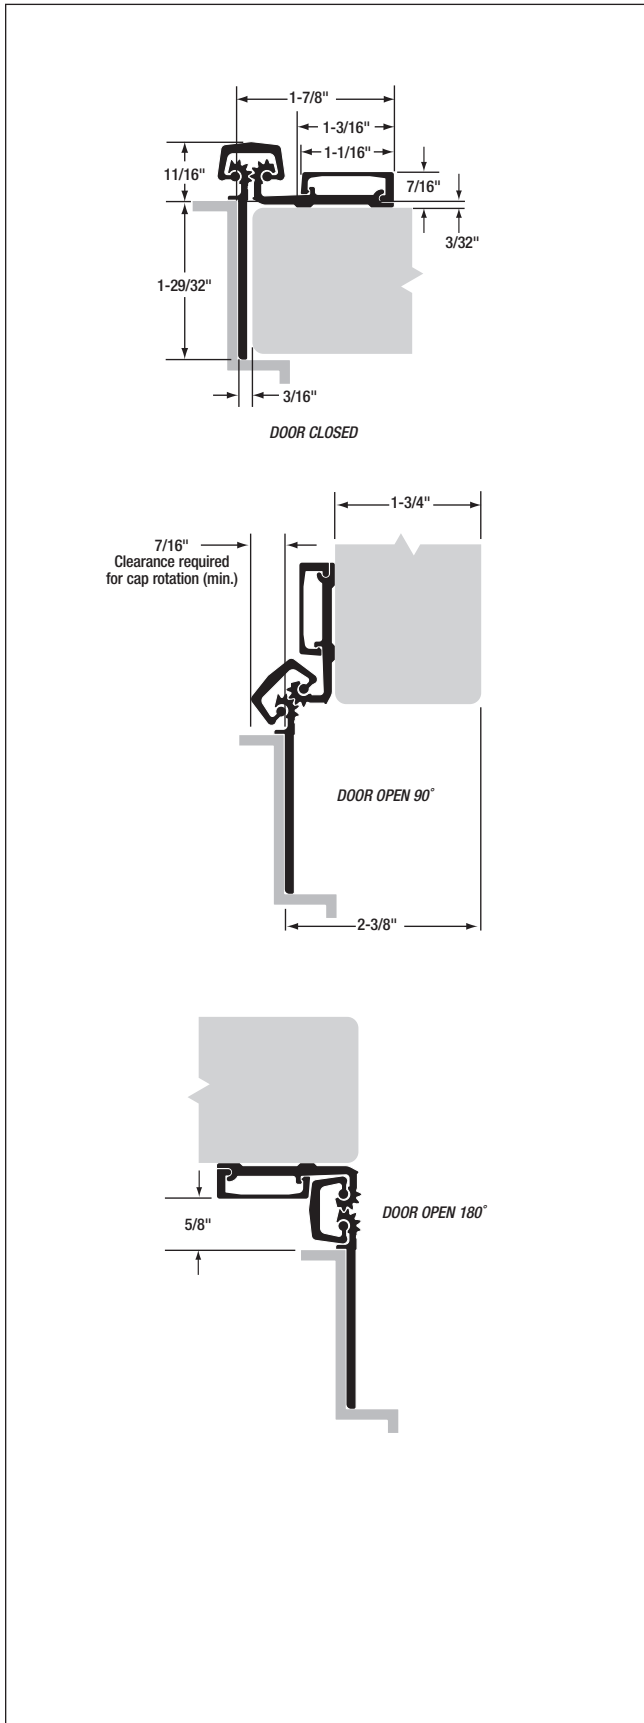 1-7/8"
1-3/16"
1-1/16"
11/16"
7/16"
3/32"
1-29/32"
3/16"
DOOR CLOSED
1-3/4"
7/16"
Clearance required
for cap rotation (min.)
DOOR OPEN 90°
2-3/8"
5/8"
DOOR OPEN 180°